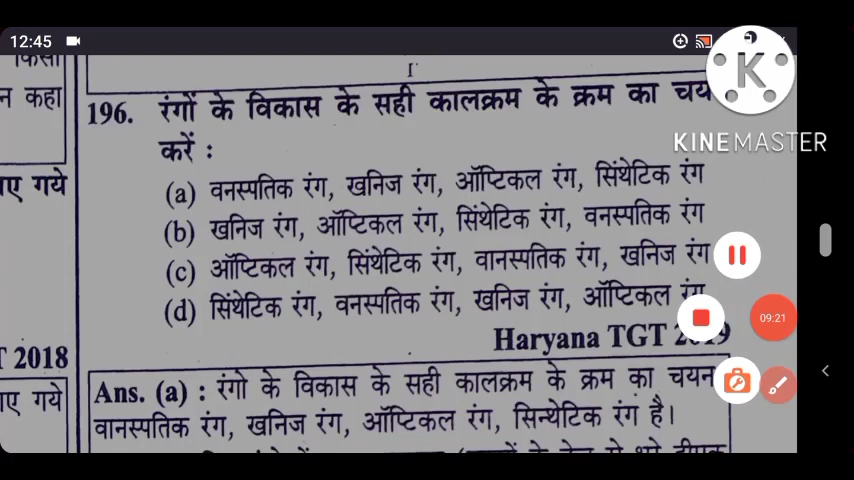 12:45
K
KINEMASTER
किसी
न कहा
196. रंगों के विकास के सही कालक्रम के क्रम का
करें :
(a) वनस्पतिक रंग, खनिज रंग, ऑप्टिकल रंग, सिंथेटिक रंग
ए गये
(b) खनिज रंग, ऑप्टिकल रंग, सिंथेटिक रंग, वनस्पतिक रंग
(c) ऑप्टिकल रंग, सिंथेटिक रंग, वानस्पतिक रंग, खनिज रंग
(d) सिंथेटिक रंग, वनस्पतिक रंग, खनिज रंग, ऑप्टिकल रंग
09:21
Haryana TGT 2019
T 2018
Ans. (a) : रंगो के विकास के सही कालक्रम के क्रम का चयन
ए गये
वानस्पतिक रंग, खनिज रंग, ऑप्टिकल रंग, सिन्थेटिक रंग है।